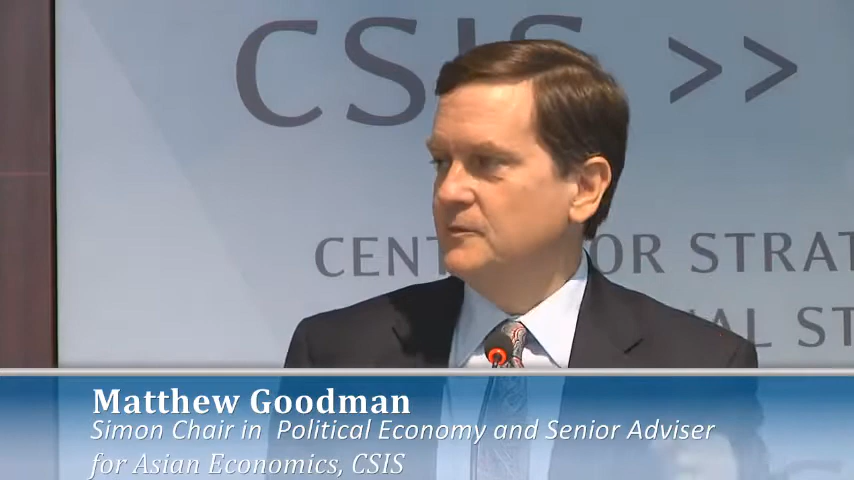 CSIS >>
CENT OR STRAT
AL ST
Matthew Goodman
Simon Chair in Political Economy and Senior Adviser
for Asian Economics, CSIS